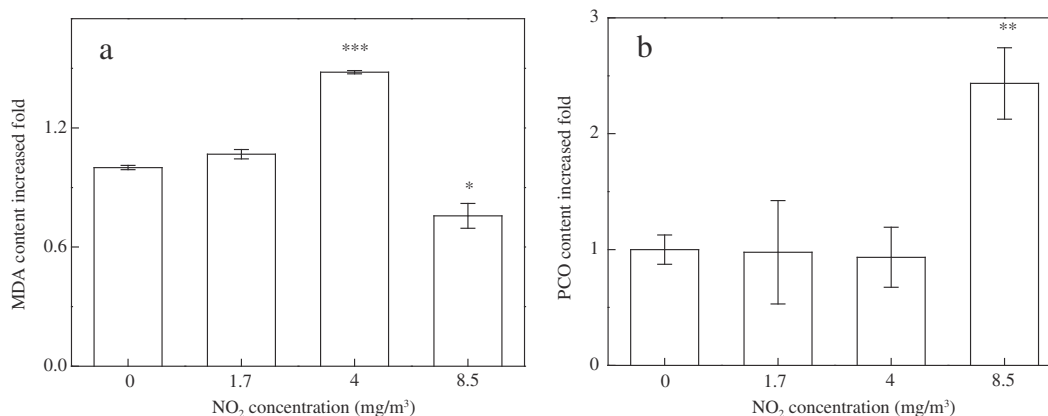 a
***
*
MDA content increased fold
1.2
0.6
0.0
0 1.7 4 8.5
NO₂ concentration (mg/m³)
b
**
PCO content increased fold
3
2
1
0
0 1.7 4 8.5
NO₂ concentration (mg/m³)